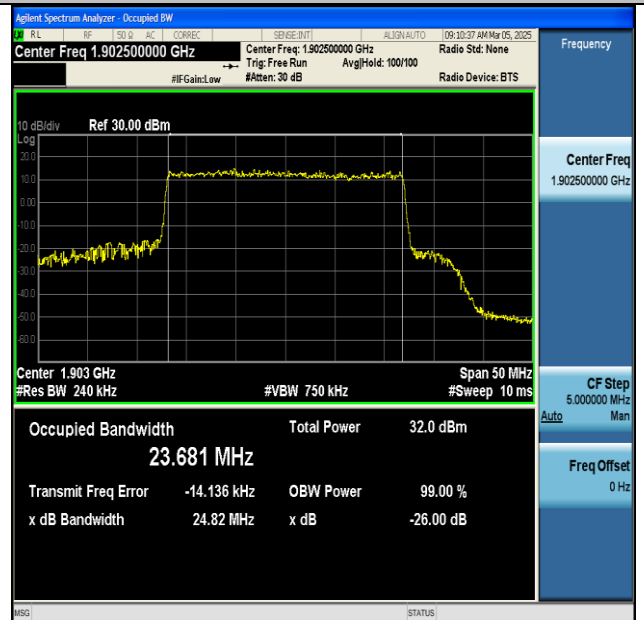 Agilent Spectrum Analyzer - Occupied BW
LXI RL RF 50 Ω AC CORREC SENSE:INT ALIGN AUTO 09:10:37 AM Mar 05, 2025
Center Freq 1.902500000 GHz
Center Freq: 1.902500000 GHz
Radio Std: None
Trig: Free Run Avg|Hold: 100/100
#IFGain:Low
#Atten: 30 dB
Radio Device: BTS
Frequency
10 dB/div Ref 30.00 dBm
Log
20.0
10.0
0.00
-10.0
-20.0
-30.0
-40.0
-50.0
-60.0
Center 1.903 GHz Span 50 MHz
#Res BW 240 kHz #VBW 750 kHz #Sweep 10 ms
Occupied Bandwidth Total Power 32.0 dBm
23.681 MHz
Transmit Freq Error -14.136 kHz OBW Power 99.00 %
x dB Bandwidth 24.82 MHz x dB -26.00 dB
Center Freq
1.902500000 GHz
CF Step
5.000000 MHz
Auto Man
Freq Offset
0 Hz
MSG STATUS